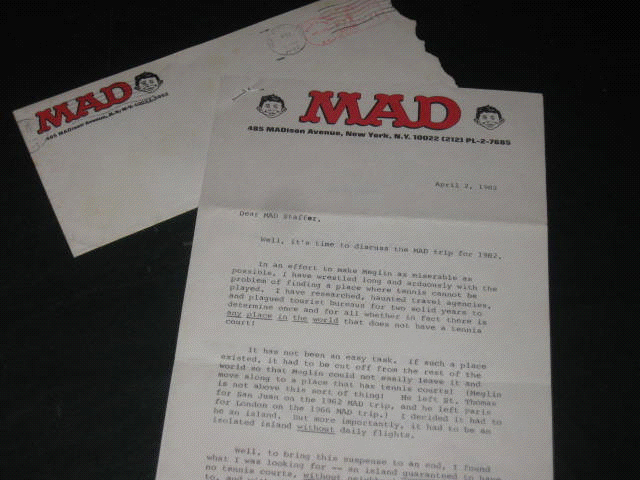 MAD
485 MADison Avenue, N.Y. N.Y. 10022
MAD
485 MADison Avenue, New York, N.Y. 10022 (212) PL-2-7685
April 2, 1982
Dear MAD Staffer,
Well, it's time to discuss the MAD trip for 1982.
In an effort to make Meglin as miserable as
possible, I have wrestled long and arduously with the
problem of finding a place where tennis cannot be
played. I have researched, haunted travel agencies,
and plagued tourist bureaus for two solid years to
determine once and for all whether in fact there is
any place in the world that does not have a tennis
court!
It has not been an easy task. If such a place
existed, it had to be cut off from the rest of the
world so that Meglin could not easily leave it and
move along to a place that has tennis courts! (Meglin
is not above this sort of thing! He left St. Thomas
for San Juan on the 1962 MAD trip, and he left Paris
for London on the 1966 MAD trip.) I decided it had to
be an island. But more importantly, it had to be an
isolated island without daily flights.
Well, to bring this suspense to an end, I found
what I was looking for -- an island guaranteed to have
no tennis courts, without
to, and